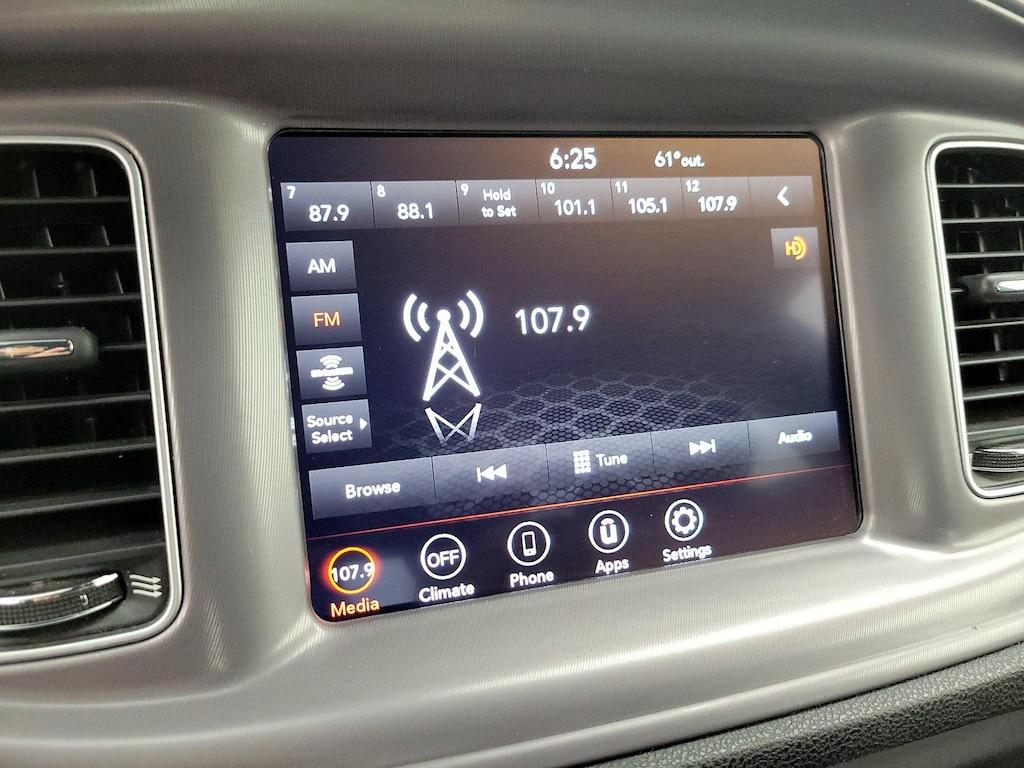 6:25 61° out.
7 87.9 8 88.1 9 Hold to Set 10 101.1 11 105.1 12 107.9
HD
AM
FM 107.9
Source
Select
Browse Tune Audio
107.9 OFF
Media Climate Phone Apps Settings